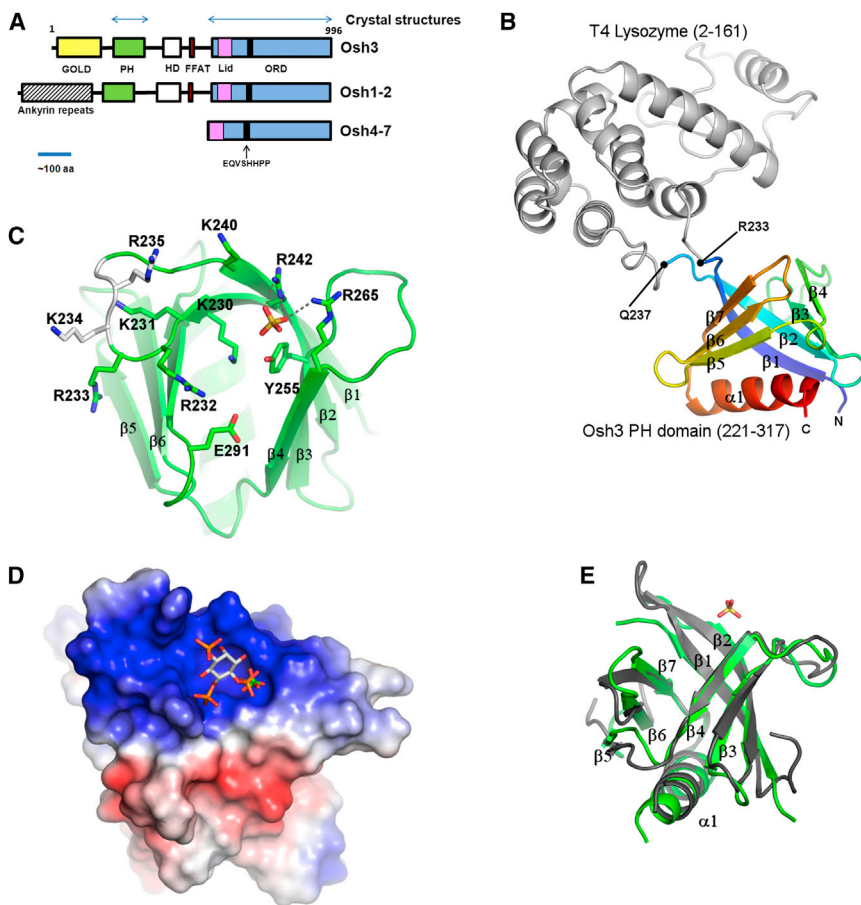 A
Crystal structures
1
996
Osh3
GOLD PH HD FFAT Lid ORD
Osh1-2
Ankyrin repeats
Osh4-7
~100 aa
EQVSHHPP
B
T4 Lysozyme (2-161)
R233
Q237
β4
β3
β7
β2
β6
β5
β1
α1
N
C
Osh3 PH domain (221-317)
C
K240
R235
R242
R265
K234
K231
K230
Y255
R233
R232
β1
β5
β6
β2
E291
β4
β3
D
E
β2
β7
β1
β6
β4
β5
β3
α1